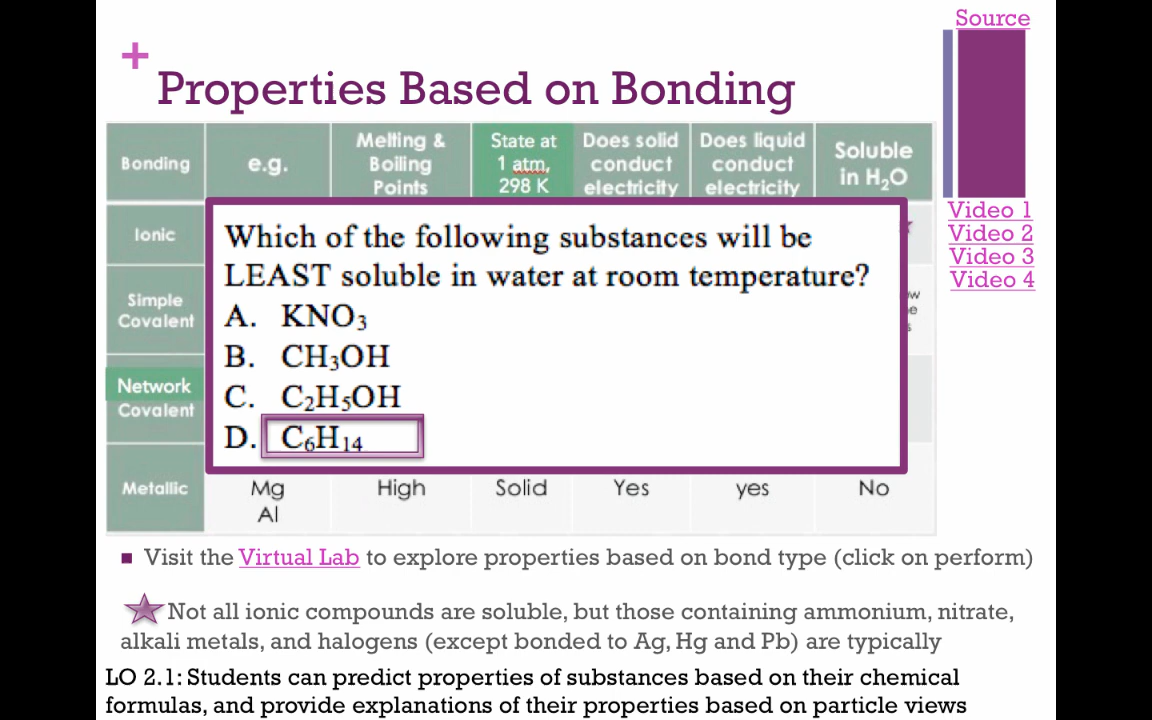 Source
+
Properties Based on Bonding
Bonding
e.g.
Melting &
Boiling
Points
State at
1 atm,
298 K
Does solid
conduct
electricity
Does liquid
conduct
electricity
Soluble
in H₂O
Video 1
Video 2
Video 3
Video 4
Ionic
Simple
Covalent
Network
Covalent
Which of the following substances will be
LEAST soluble in water at room temperature?
A. KNO₃
B. CH₃OH
C. C₂H₅OH
D. C₆H₁₄
Metallic
Mg
Al
High
Solid
Yes
yes
No
Visit the Virtual Lab to explore properties based on bond type (click on perform)
Not all ionic compounds are soluble, but those containing ammonium, nitrate,
alkali metals, and halogens (except bonded to Ag, Hg and Pb) are typically
LO 2.1: Students can predict properties of substances based on their chemical
formulas, and provide explanations of their properties based on particle views